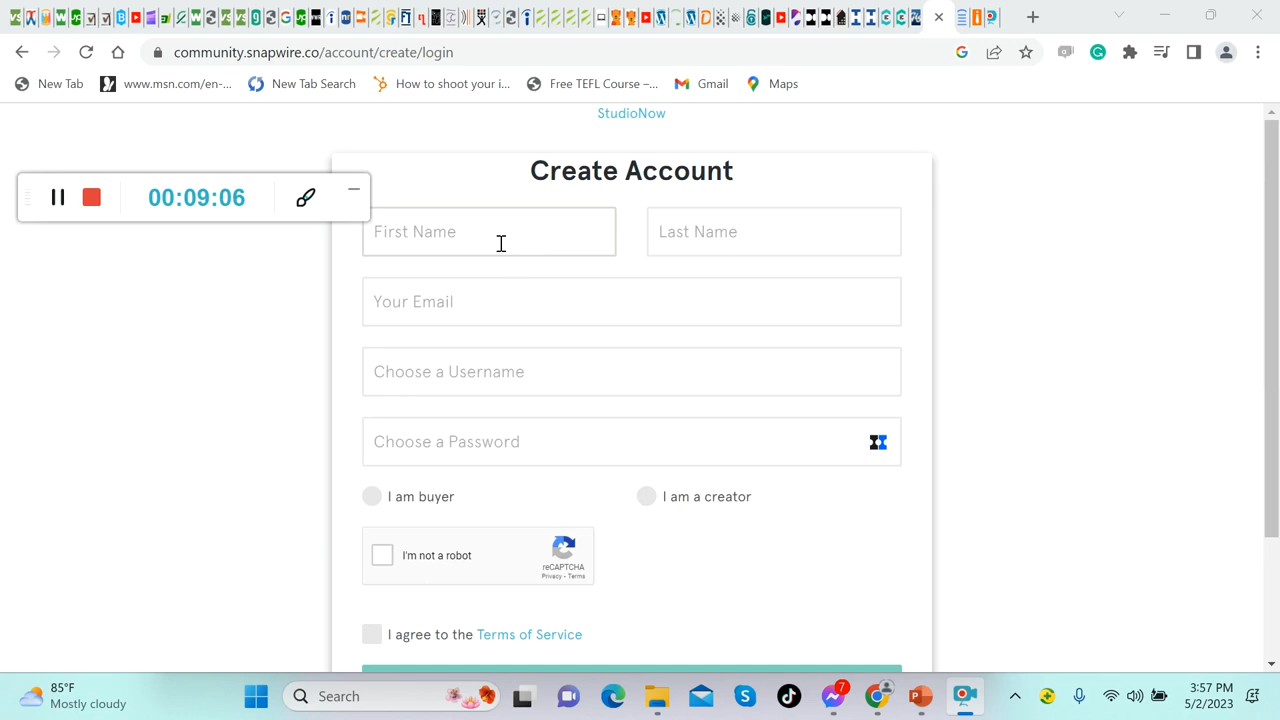 community.snapwire.co/account/create/login
New Tab
www.msn.com/en-...
New Tab Search
How to shoot your i...
Free TEFL Course –...
Gmail
Maps
StudioNow
Create Account
00:09:06
First Name
Last Name
Your Email
Choose a Username
Choose a Password
I am buyer
I am a creator
I'm not a robot
reCAPTCHA
Privacy - Terms
I agree to the Terms of Service
85°F
Mostly cloudy
Search
7
3:57 PM
5/2/2023